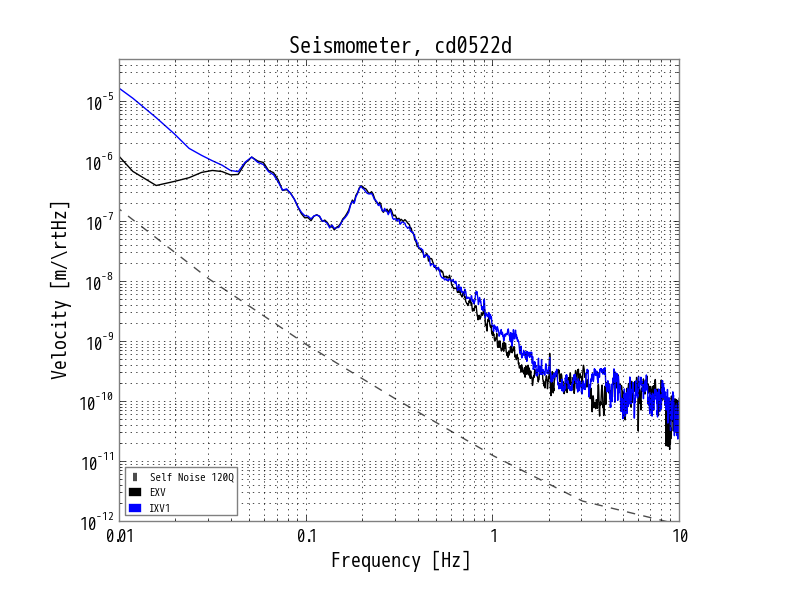 Seismometer, cd0522d
Velocity [m/\rtHz]
10-5
10-6
10-7
10-8
10-9
10-10
10-11
10-12
Self Noise 120Q
EXV
IXV1
0.01 0.1 1 10
Frequency [Hz]